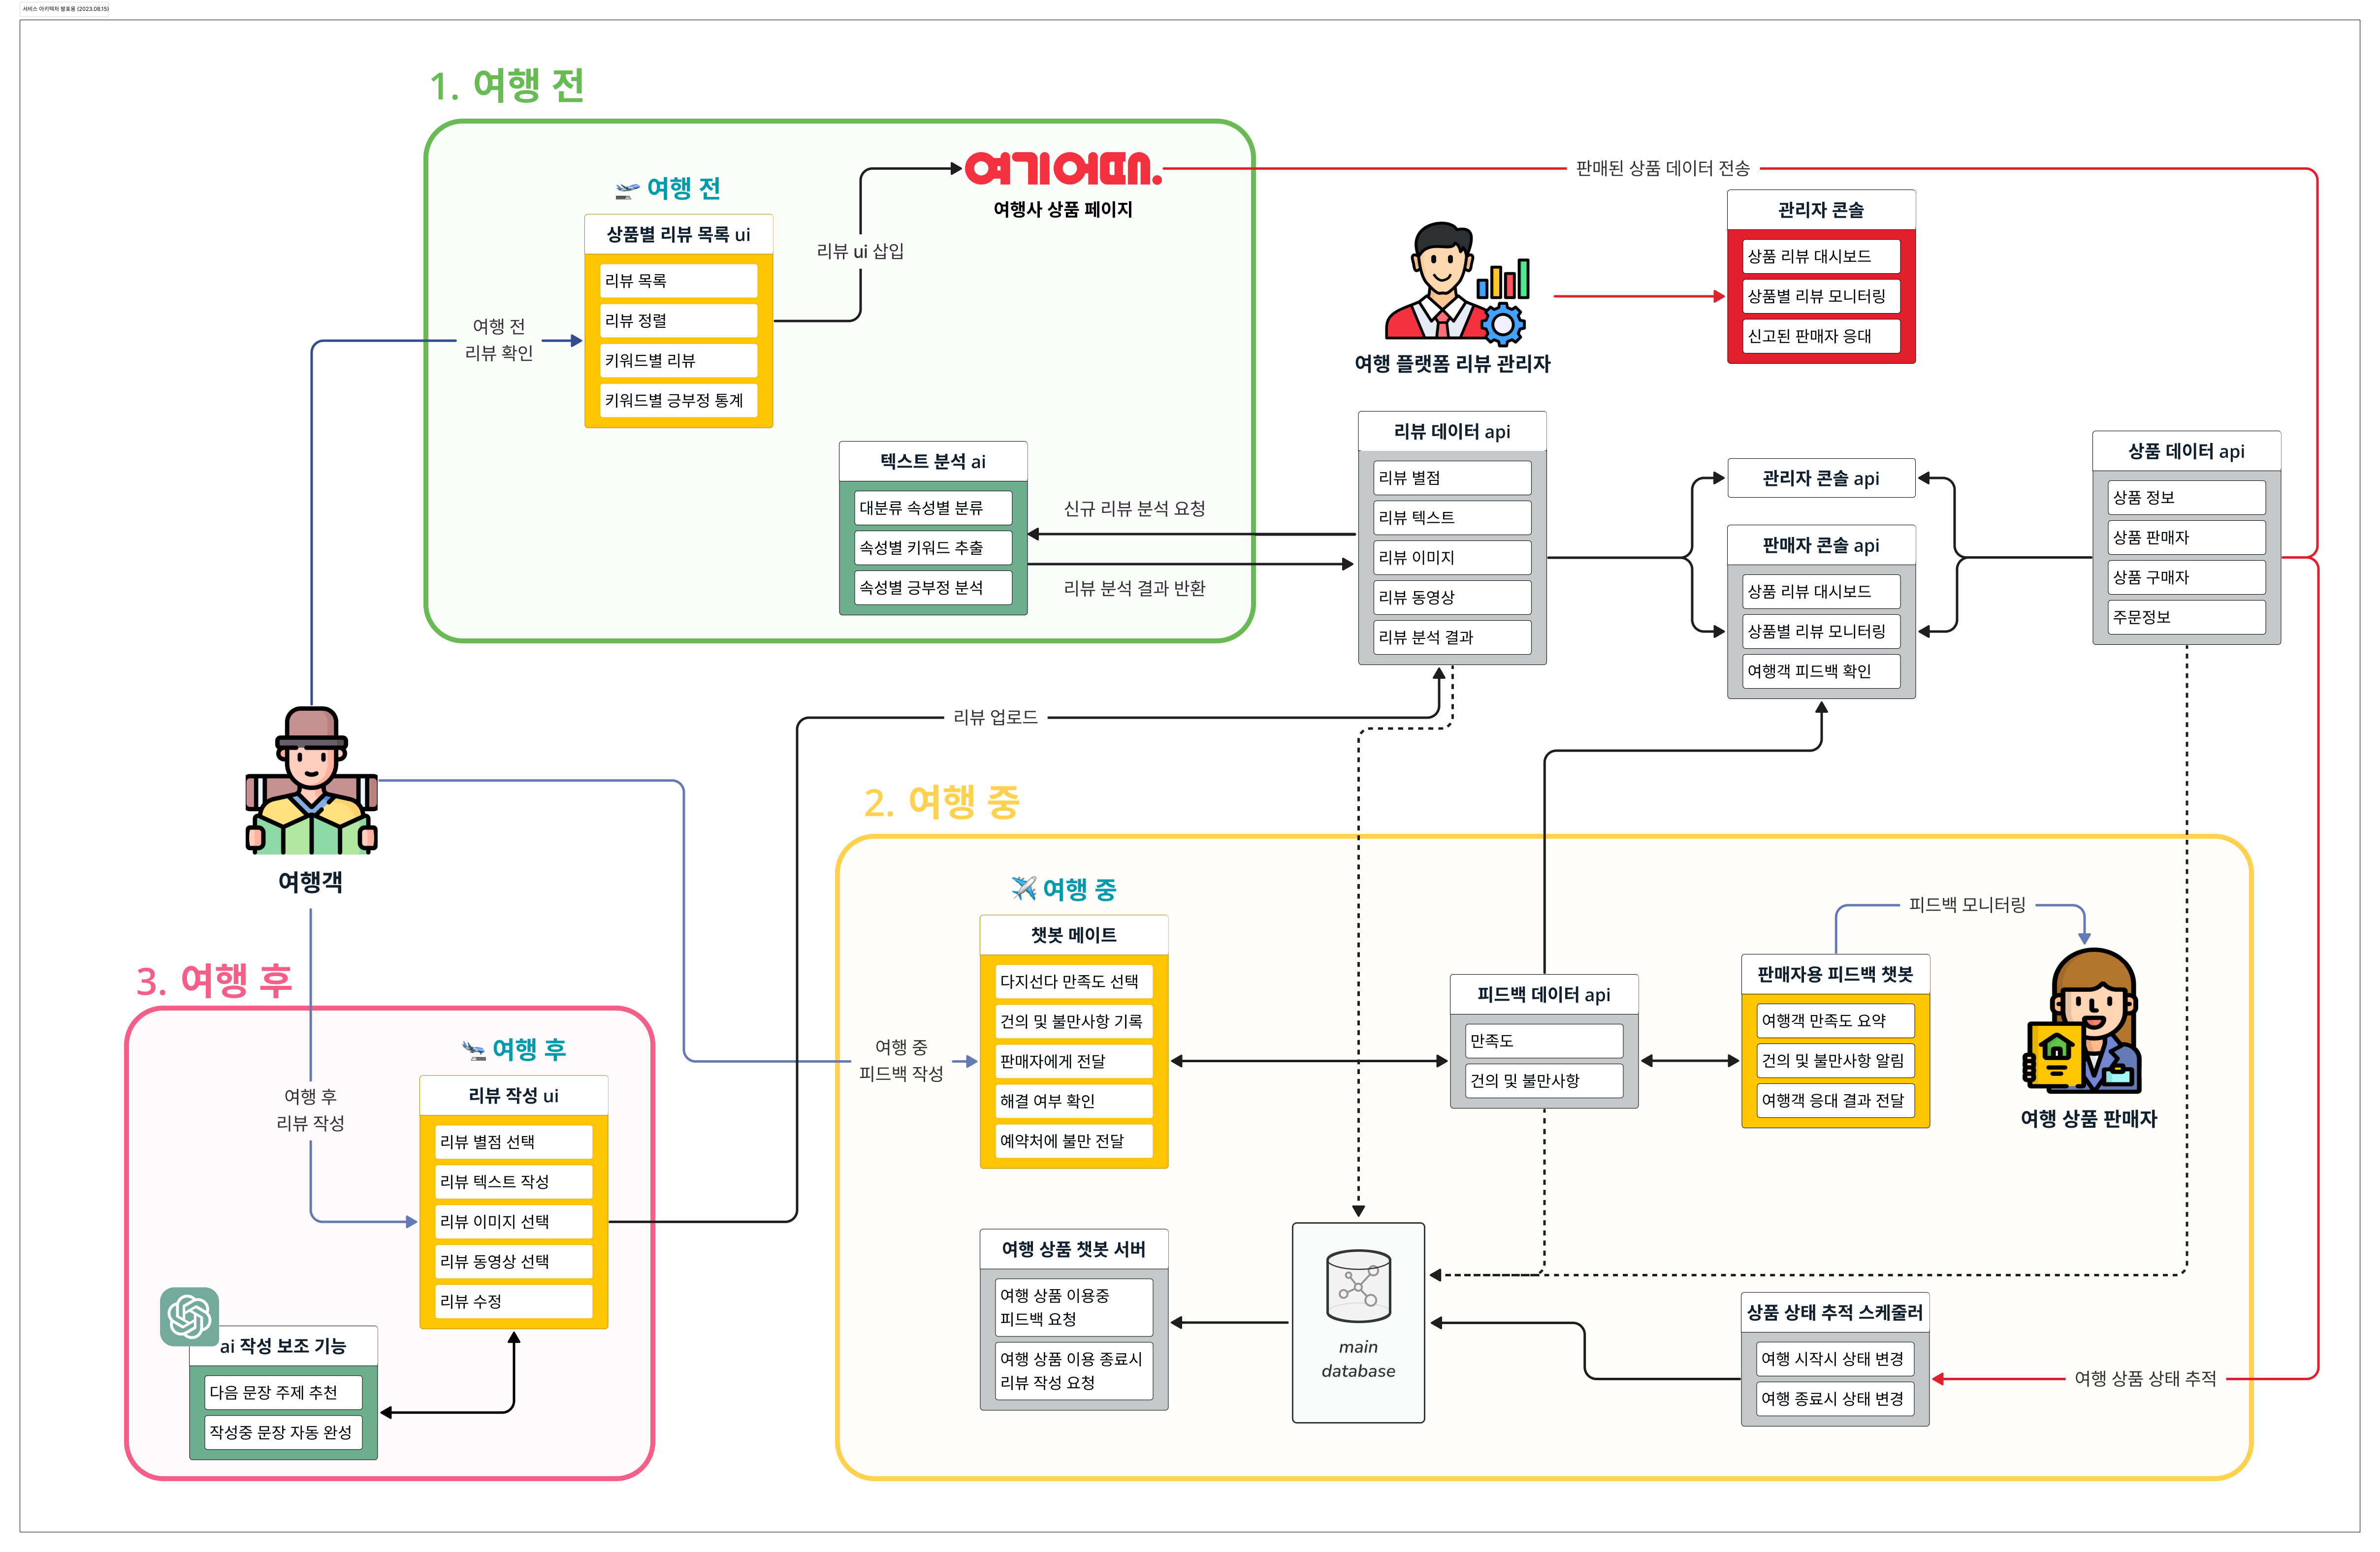 서비스 아키텍처 발표용 (2023.08.15)
1. 여행 전
여행 전
상품별 리뷰 목록 ui
리뷰 목록
리뷰 정렬
키워드별 리뷰
키워드별 긍부정 통계
여행 전
리뷰 확인
리뷰 ui 삽입
여기어때.
여행사 상품 페이지
판매된 상품 데이터 전송
텍스트 분석 ai
대분류 속성별 분류
속성별 키워드 추출
속성별 긍부정 분석
신규 리뷰 분석 요청
리뷰 분석 결과 반환
여행 플랫폼 리뷰 관리자
관리자 콘솔
상품 리뷰 대시보드
상품별 리뷰 모니터링
신고된 판매자 응대
리뷰 데이터 api
리뷰 별점
리뷰 텍스트
리뷰 이미지
리뷰 동영상
리뷰 분석 결과
관리자 콘솔 api
판매자 콘솔 api
상품 리뷰 대시보드
상품별 리뷰 모니터링
여행객 피드백 확인
상품 데이터 api
상품 정보
상품 판매자
상품 구매자
주문정보
리뷰 업로드
여행객
2. 여행 중
여행 중
챗봇 메이트
다지선다 만족도 선택
건의 및 불만사항 기록
판매자에게 전달
해결 여부 확인
예약처에 불만 전달
여행 중
피드백 작성
피드백 데이터 api
만족도
건의 및 불만사항
판매자용 피드백 챗봇
여행객 만족도 요약
건의 및 불만사항 알림
여행객 응대 결과 전달
피드백 모니터링
여행 상품 판매자
여행 상품 챗봇 서버
여행 상품 이용중
피드백 요청
여행 상품 이용 종료시
리뷰 작성 요청
main
database
상품 상태 추적 스케줄러
여행 시작시 상태 변경
여행 종료시 상태 변경
여행 상품 상태 추적
3. 여행 후
여행 후
리뷰 작성 ui
리뷰 별점 선택
리뷰 텍스트 작성
리뷰 이미지 선택
리뷰 동영상 선택
리뷰 수정
여행 후
리뷰 작성
ai 작성 보조 기능
다음 문장 주제 추천
작성중 문장 자동 완성